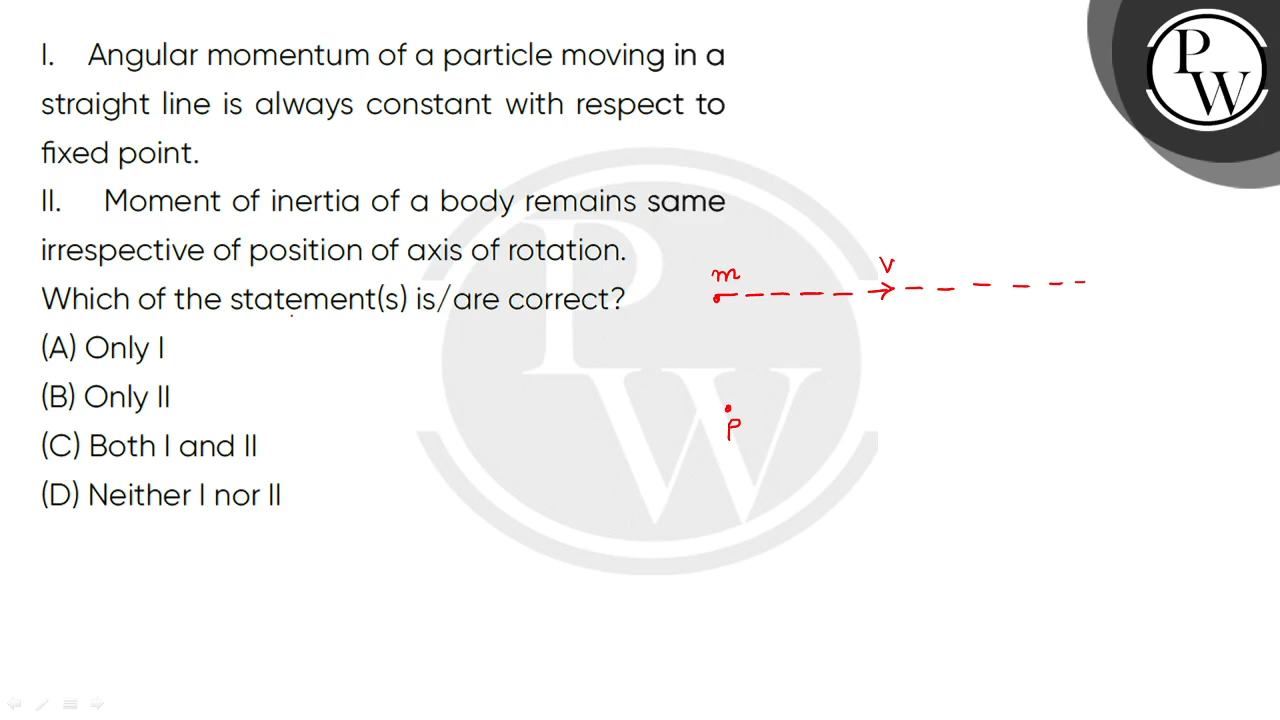 I. Angular momentum of a particle moving in a
straight line is always constant with respect to
fixed point.
II. Moment of inertia of a body remains same
irrespective of position of axis of rotation.
Which of the statement(s) is/are correct?
(A) Only I
(B) Only II
(C) Both I and II
(D) Neither I nor II
m
v
P
P
W
P
W